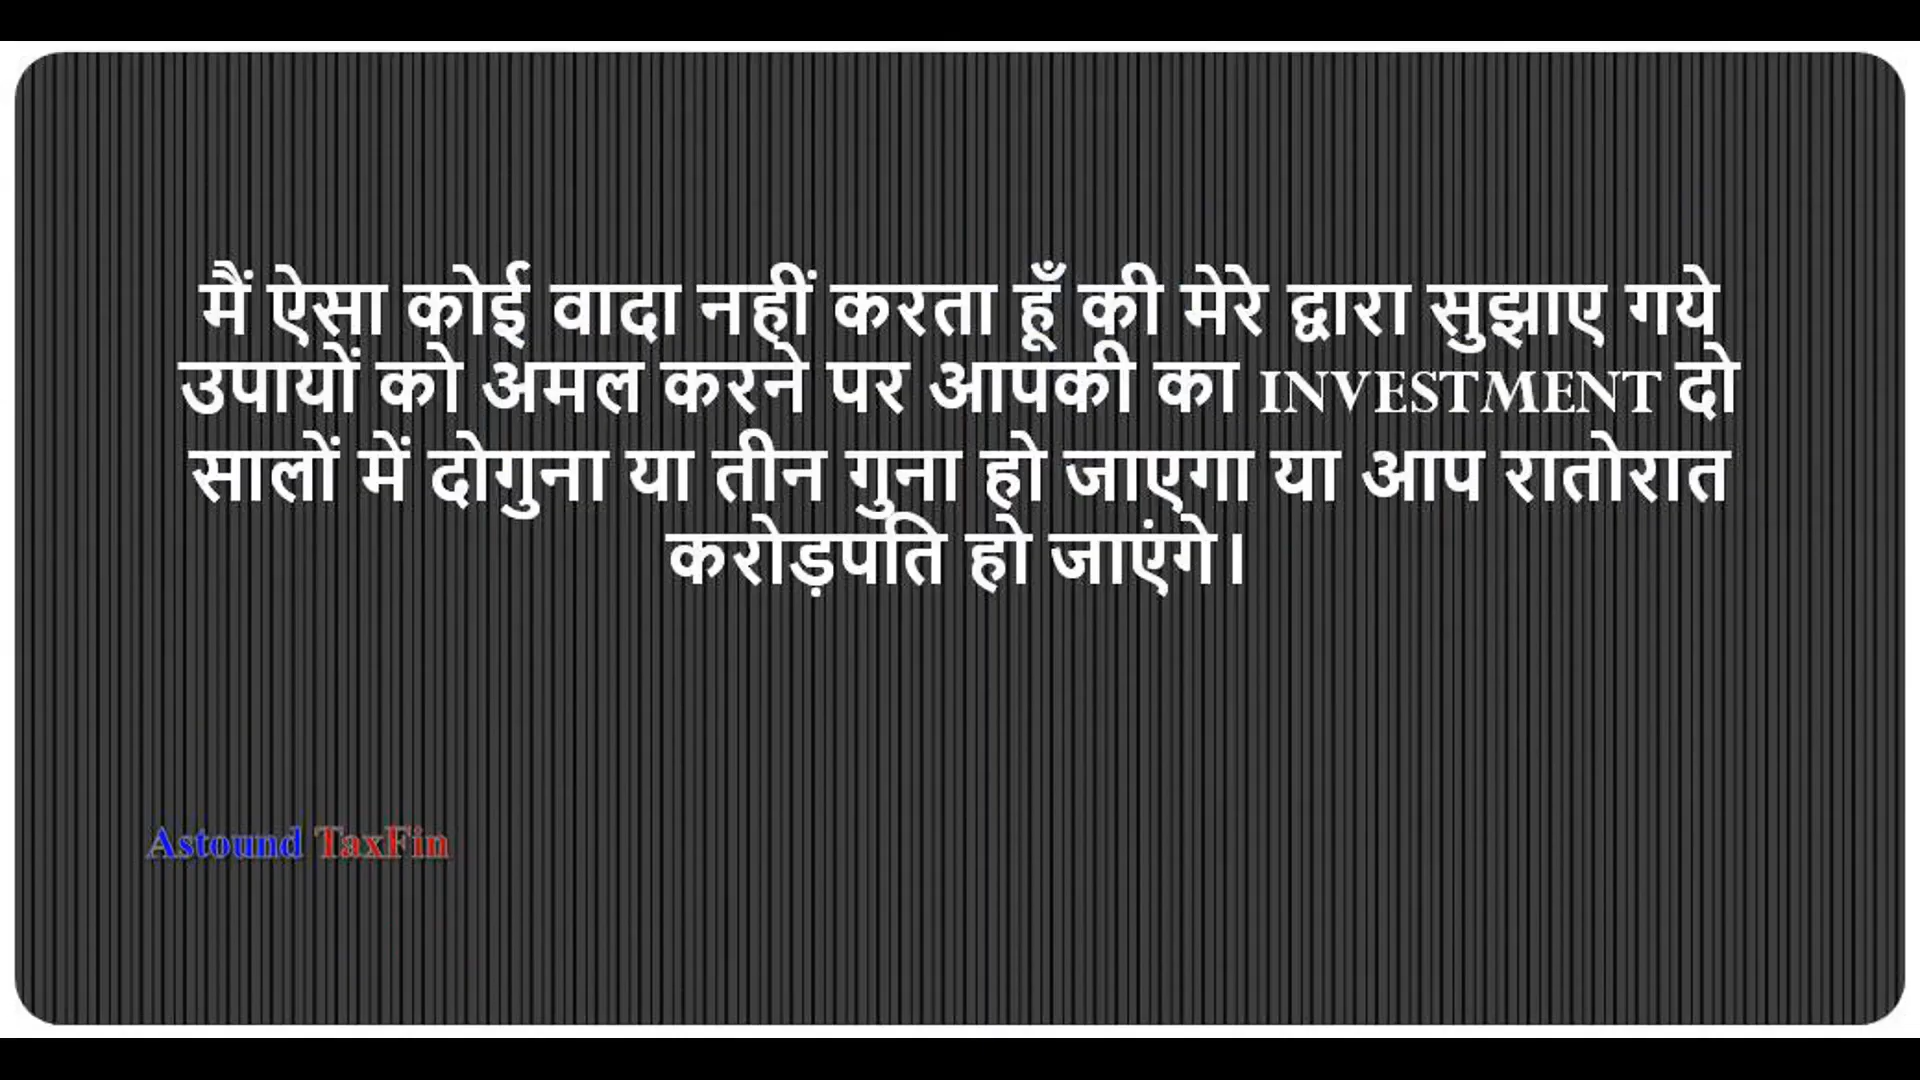 मैं ऐसा कोई वादा नहीं करता हूँ की मेरे द्वारा सुझाए गये
उपायों को अमल करने पर आपकी का INVESTMENT दो
सालों में दोगुना या तीन गुना हो जाएगा या आप रातोरात
करोड़पति हो जाएंगे।
Astound TaxFin